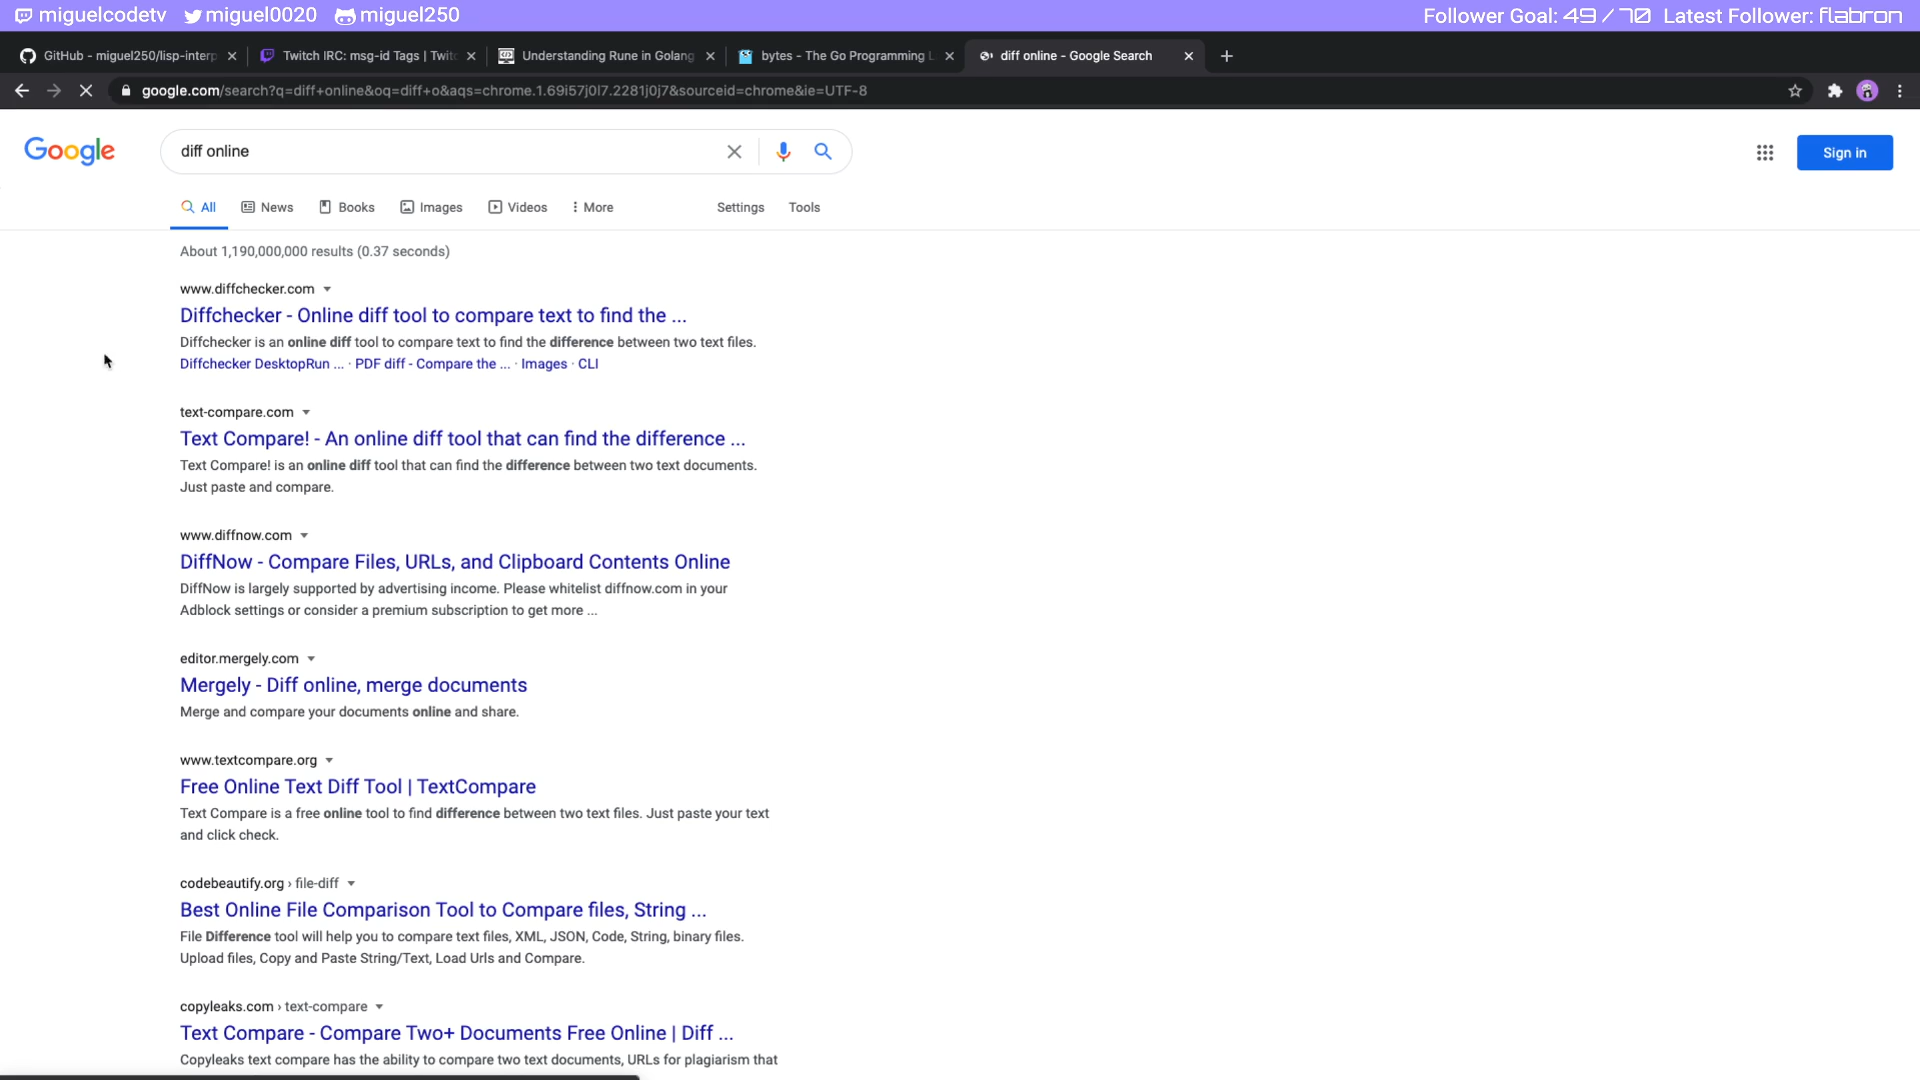 miguelcodetv miguel0020 miguel250
Follower Goal: 49 / 70 Latest Follower: flabron
GitHub - miguel250/lisp-interp
Twitch IRC: msg-id Tags | Twitc
Understanding Rune in Golang
bytes - The Go Programming L
diff online - Google Search
google.com/search?q=diff+online&oq=diff+o&aqs=chrome.1.69i57j0l7.2281j0j7&sourceid=chrome&ie=UTF-8
Google
diff online
Sign in
All News Books Images Videos More Settings Tools
About 1,190,000,000 results (0.37 seconds)
www.diffchecker.com
Diffchecker - Online diff tool to compare text to find the ...
Diffchecker is an online diff tool to compare text to find the difference between two text files.
Diffchecker DesktopRun ... · PDF diff - Compare the ... · Images · CLI
text-compare.com
Text Compare! - An online diff tool that can find the difference ...
Text Compare! is an online diff tool that can find the difference between two text documents.
Just paste and compare.
www.diffnow.com
DiffNow - Compare Files, URLs, and Clipboard Contents Online
DiffNow is largely supported by advertising income. Please whitelist diffnow.com in your
Adblock settings or consider a premium subscription to get more ...
editor.mergely.com
Mergely - Diff online, merge documents
Merge and compare your documents online and share.
www.textcompare.org
Free Online Text Diff Tool | TextCompare
Text Compare is a free online tool to find difference between two text files. Just paste your text
and click check.
codebeautify.org › file-diff
Best Online File Comparison Tool to Compare files, String ...
File Difference tool will help you to compare text files, XML, JSON, Code, String, binary files.
Upload files, Copy and Paste String/Text, Load Urls and Compare.
copyleaks.com › text-compare
Text Compare - Compare Two+ Documents Free Online | Diff ...
Copyleaks text compare has the ability to compare two text documents, URLs for plagiarism that